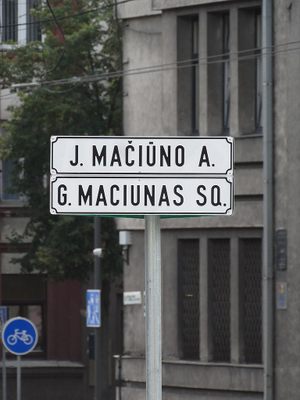 J. MAČIŪNO A.
G. MACIUNAS SQ.